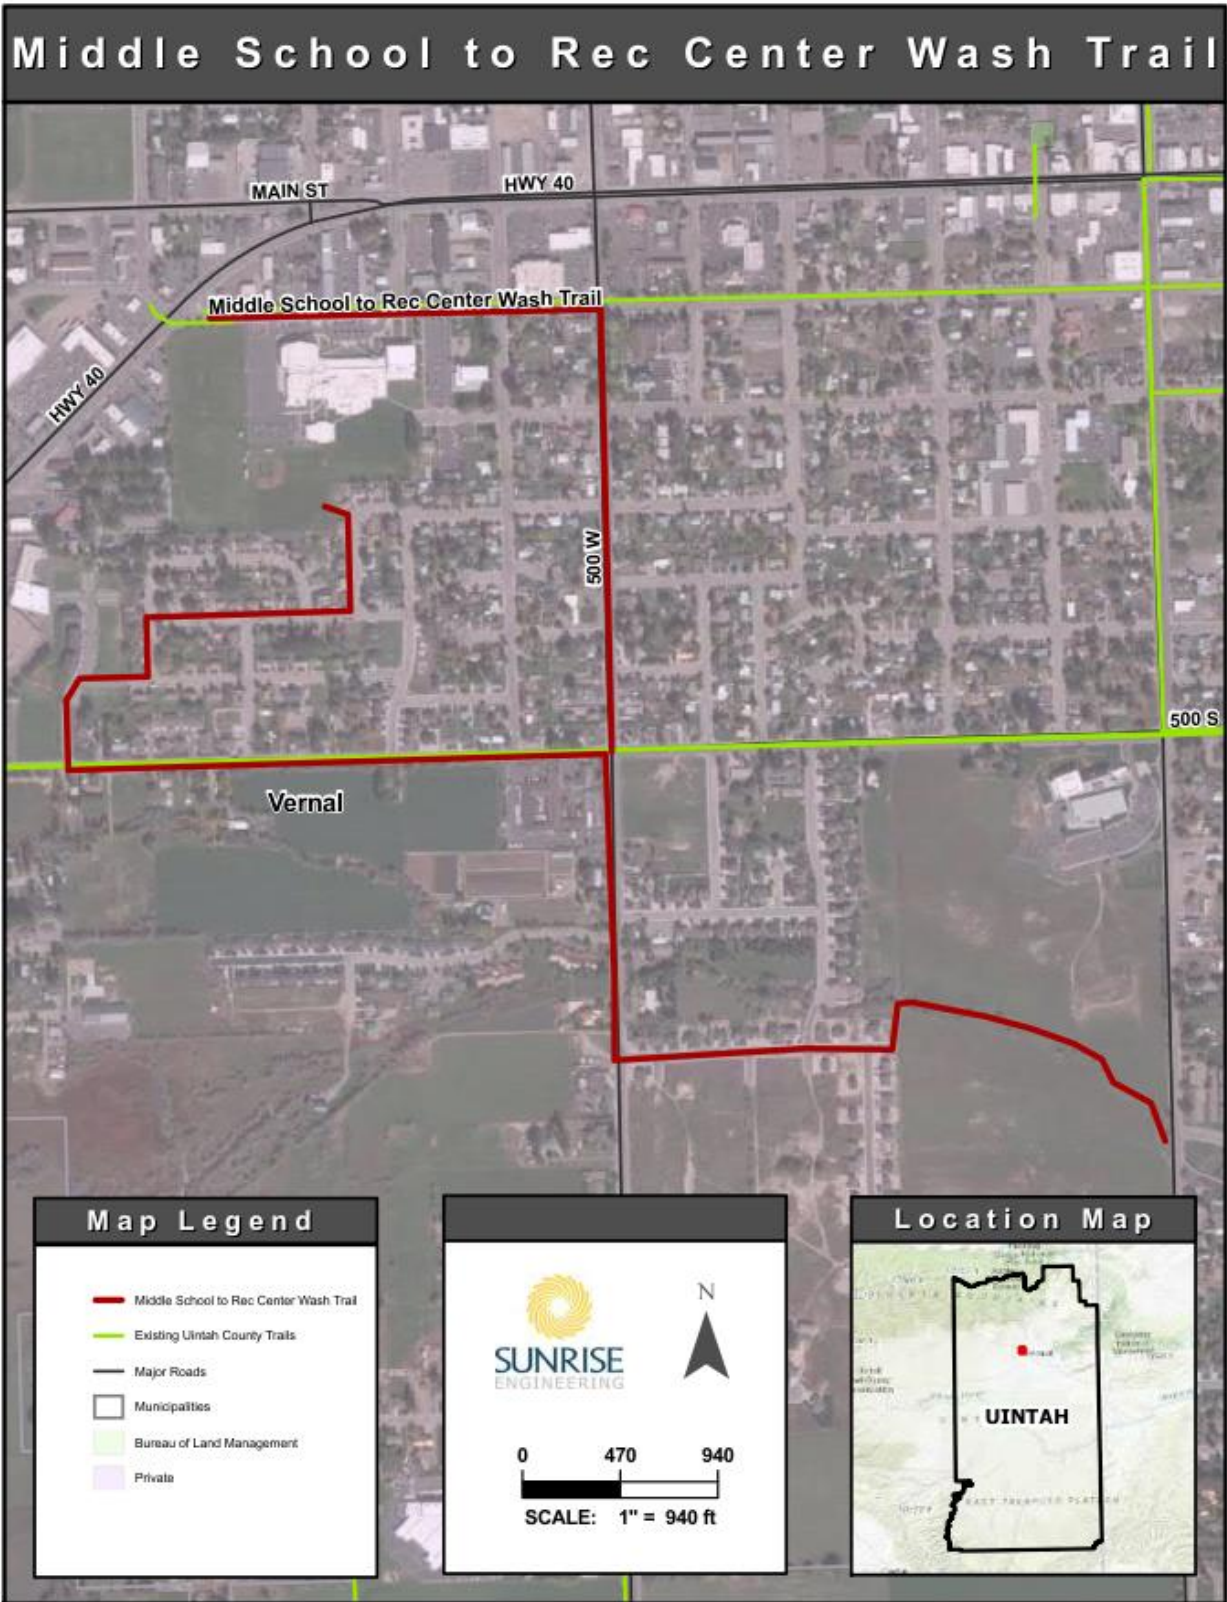 Middle School to Rec Center Wash Trail
MAIN ST
HWY 40
Middle School to Rec Center Wash Trail
HWY 40
500 W
500 S
Vernal
Map Legend
Middle School to Rec Center Wash Trail
Existing Uintah County Trails
Major Roads
Municipalities
Bureau of Land Management
Private
N
SUNRISE
ENGINEERING
0 470 940
SCALE: 1" = 940 ft
Location Map
UINTAH